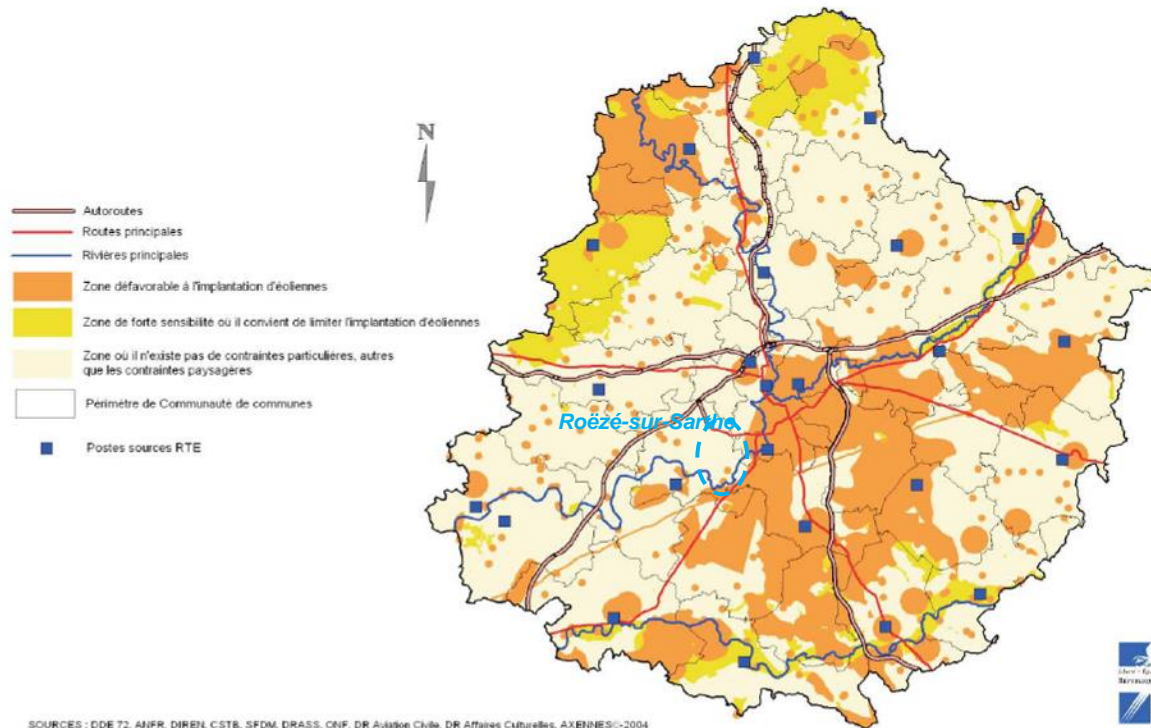 N
Autoroutes
Routes principales
Rivières principales
Zone défavorable à l'implantation d'éoliennes
Zone de forte sensibilité où il convient de limiter l'implantation d'éoliennes
Zone où il n'existe pas de contraintes particulières, autres
que les contraintes paysagères
Périmètre de Communauté de communes
Postes sources RTE
Roëzé-sur-Sarthe
SOURCES : DDE 72, ANFR, DIREN, CSTB, SFDM, DRASS, ONF, DR Aviation Civile, DR Affaires Culturelles, AXENNES©-2004